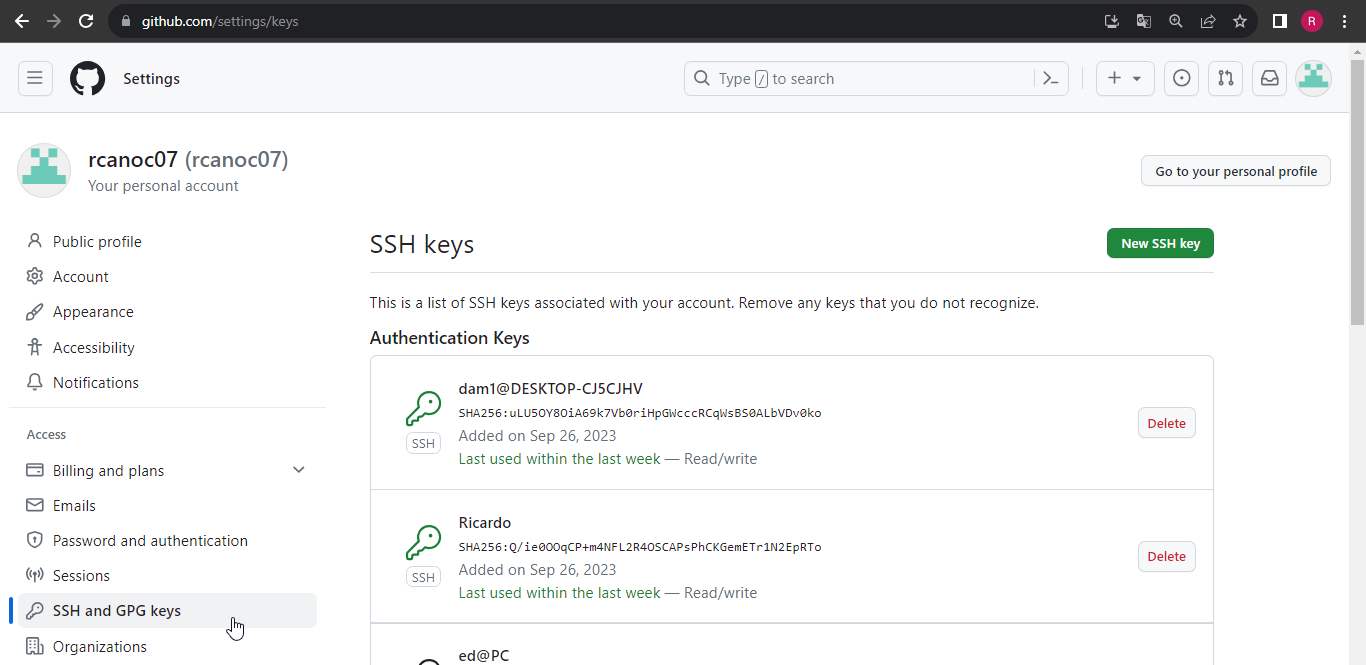 github.com/settings/keys
R
Settings
Type / to search
rcanoc07 (rcanoc07)
Your personal account
Go to your personal profile
Public profile
Account
Appearance
Accessibility
Notifications
Access
Billing and plans
Emails
Password and authentication
Sessions
SSH and GPG keys
Organizations
SSH keys
New SSH key
This is a list of SSH keys associated with your account. Remove any keys that you do not recognize.
Authentication Keys
dam1@DESKTOP-CJ5CJHV
SHA256:uLU5OY8OiA69k7Vb0riHpGWcccRCqWsBS0ALbVDv0ko
SSH
Added on Sep 26, 2023
Last used within the last week — Read/write
Delete
Ricardo
SHA256:Q/ie0OOqCP+m4NFL2R4OSCAPsPhCKGemETr1N2EpRTo
SSH
Added on Sep 26, 2023
Last used within the last week — Read/write
Delete
ed@PC